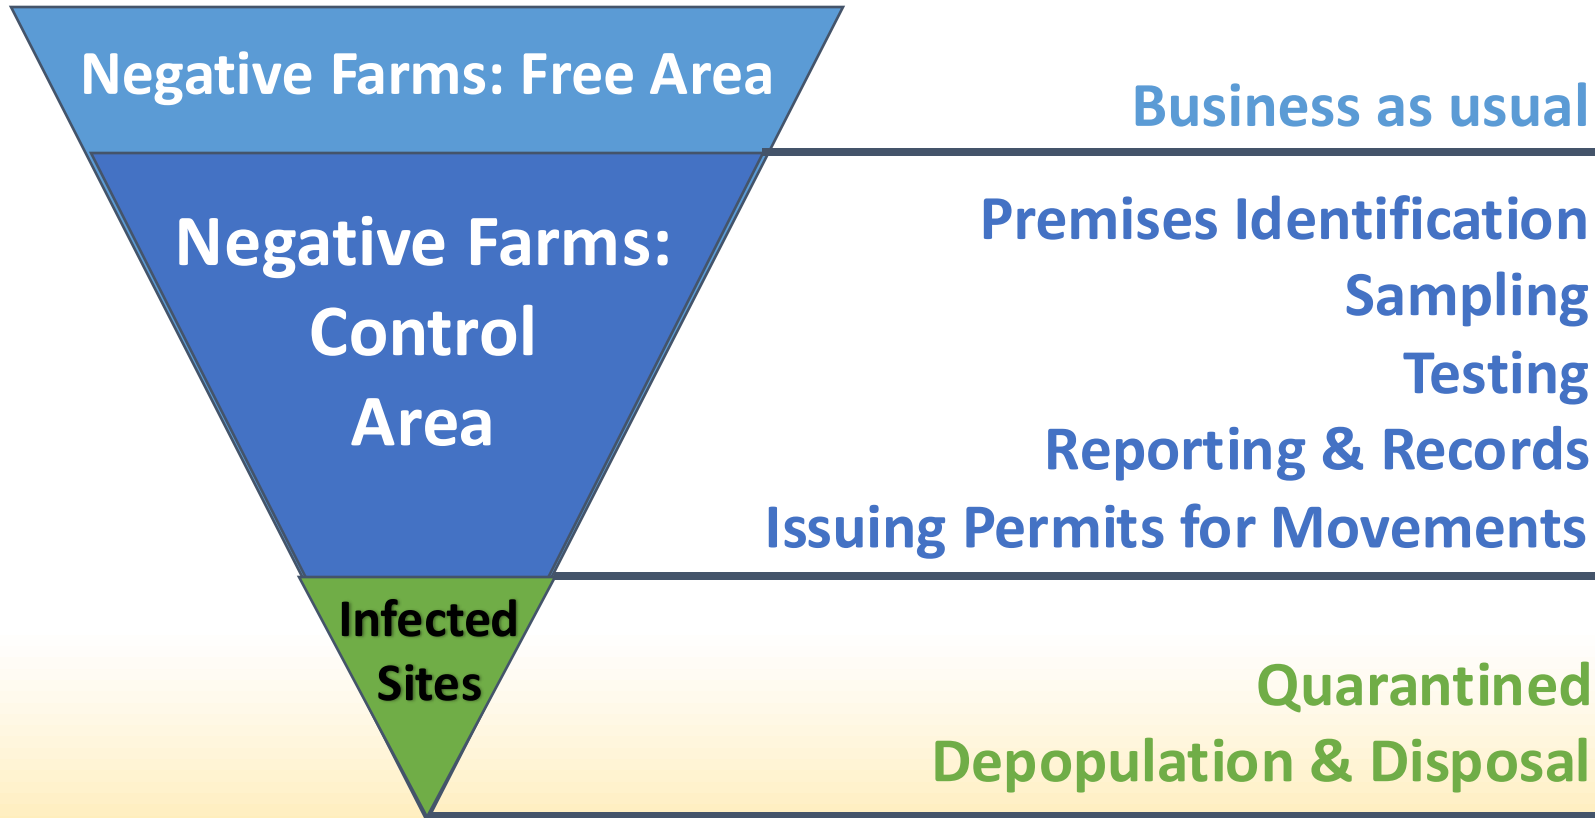 Negative Farms: Free Area
Business as usual
Negative Farms:
Control
Area
Premises Identification
Sampling
Testing
Reporting & Records
Issuing Permits for Movements
Infected
Sites
Quarantined
Depopulation & Disposal